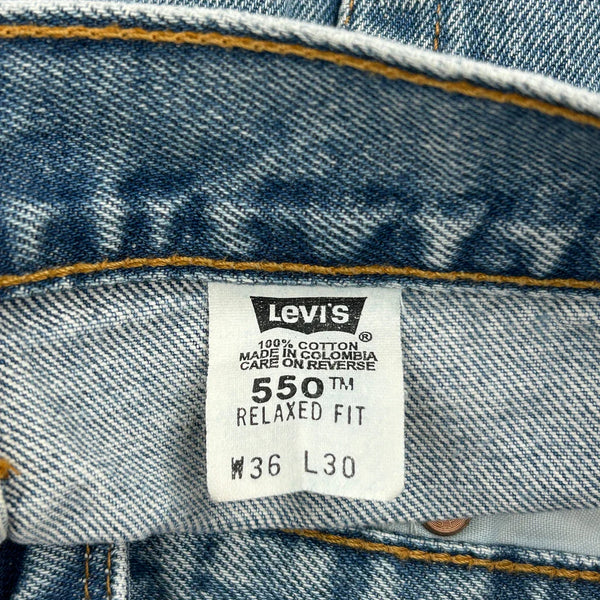 Levi's
®
100% COTTON
MADE IN COLOMBIA
CARE ON REVERSE
550™
RELAXED FIT
W36 L30